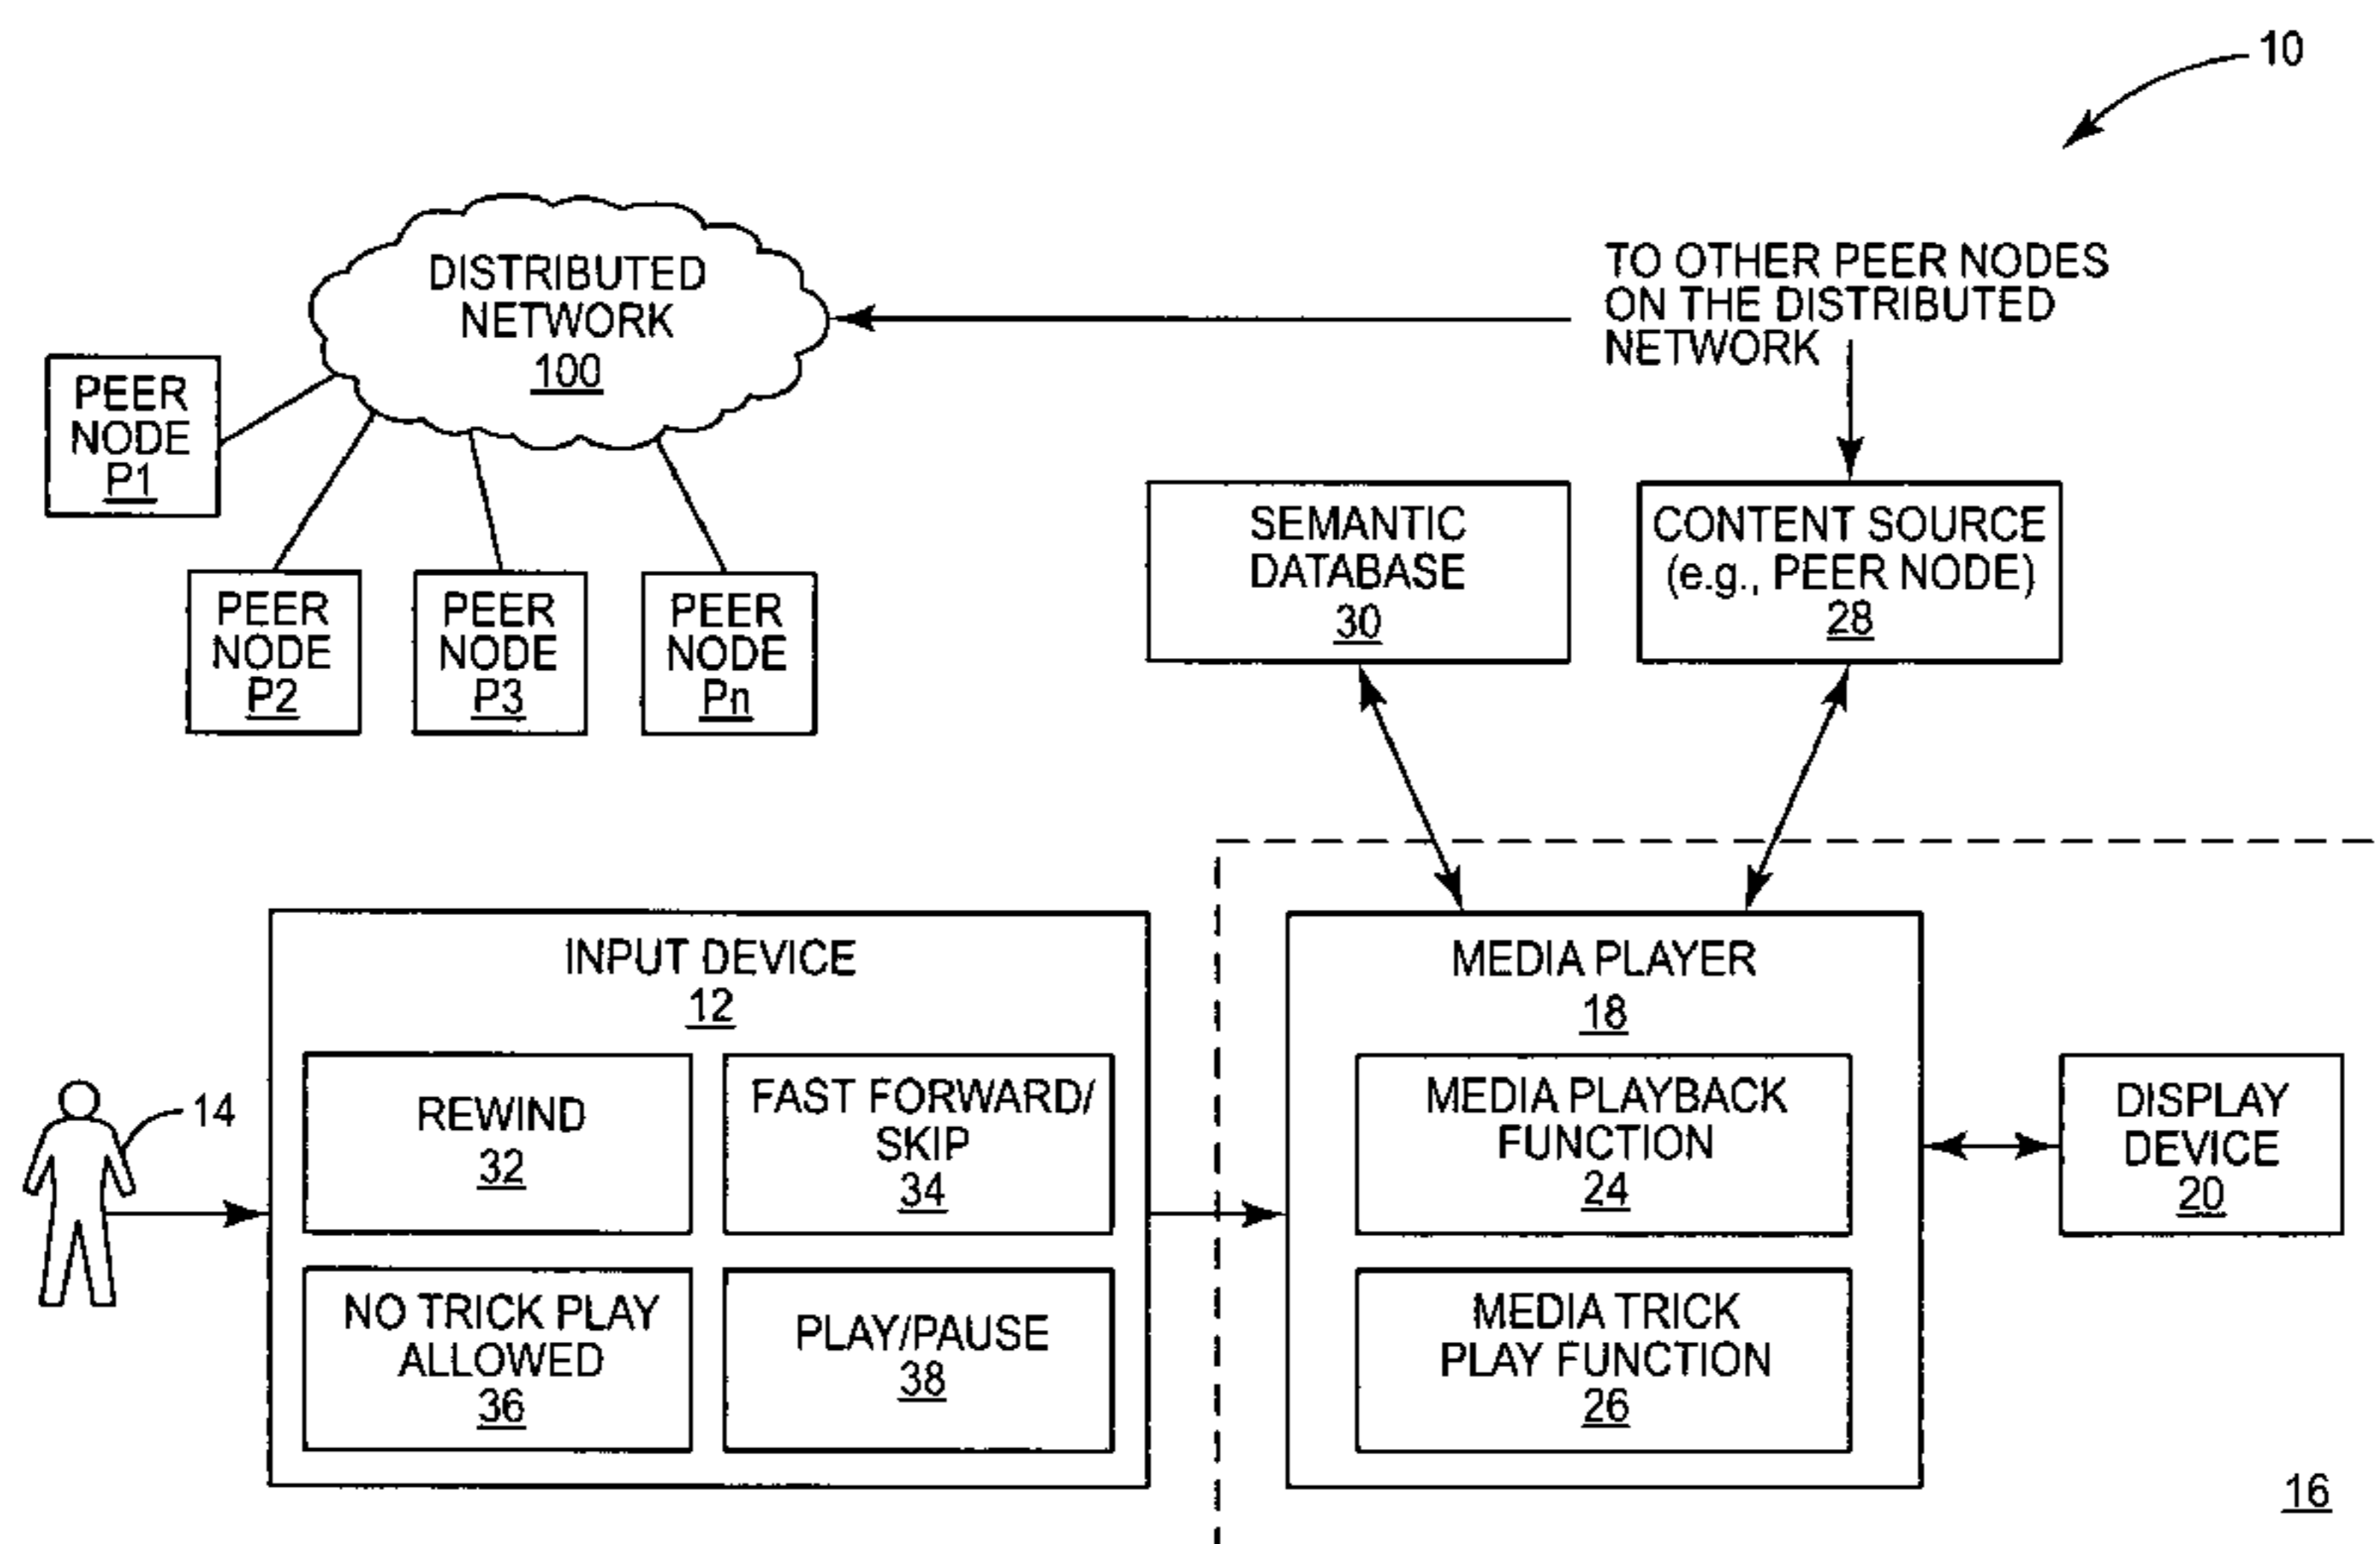 10
DISTRIBUTED
NETWORK
100
TO OTHER PEER NODES
ON THE DISTRIBUTED
NETWORK
PEER
NODE
P1
PEER
NODE
P2
PEER
NODE
P3
PEER
NODE
Pn
SEMANTIC
DATABASE
30
CONTENT SOURCE
(e.g., PEER NODE)
28
14
INPUT DEVICE
12
REWIND
32
FAST FORWARD/
SKIP
34
NO TRICK PLAY
ALLOWED
36
PLAY/PAUSE
38
MEDIA PLAYER
18
MEDIA PLAYBACK
FUNCTION
24
MEDIA TRICK
PLAY FUNCTION
26
DISPLAY
DEVICE
20
16